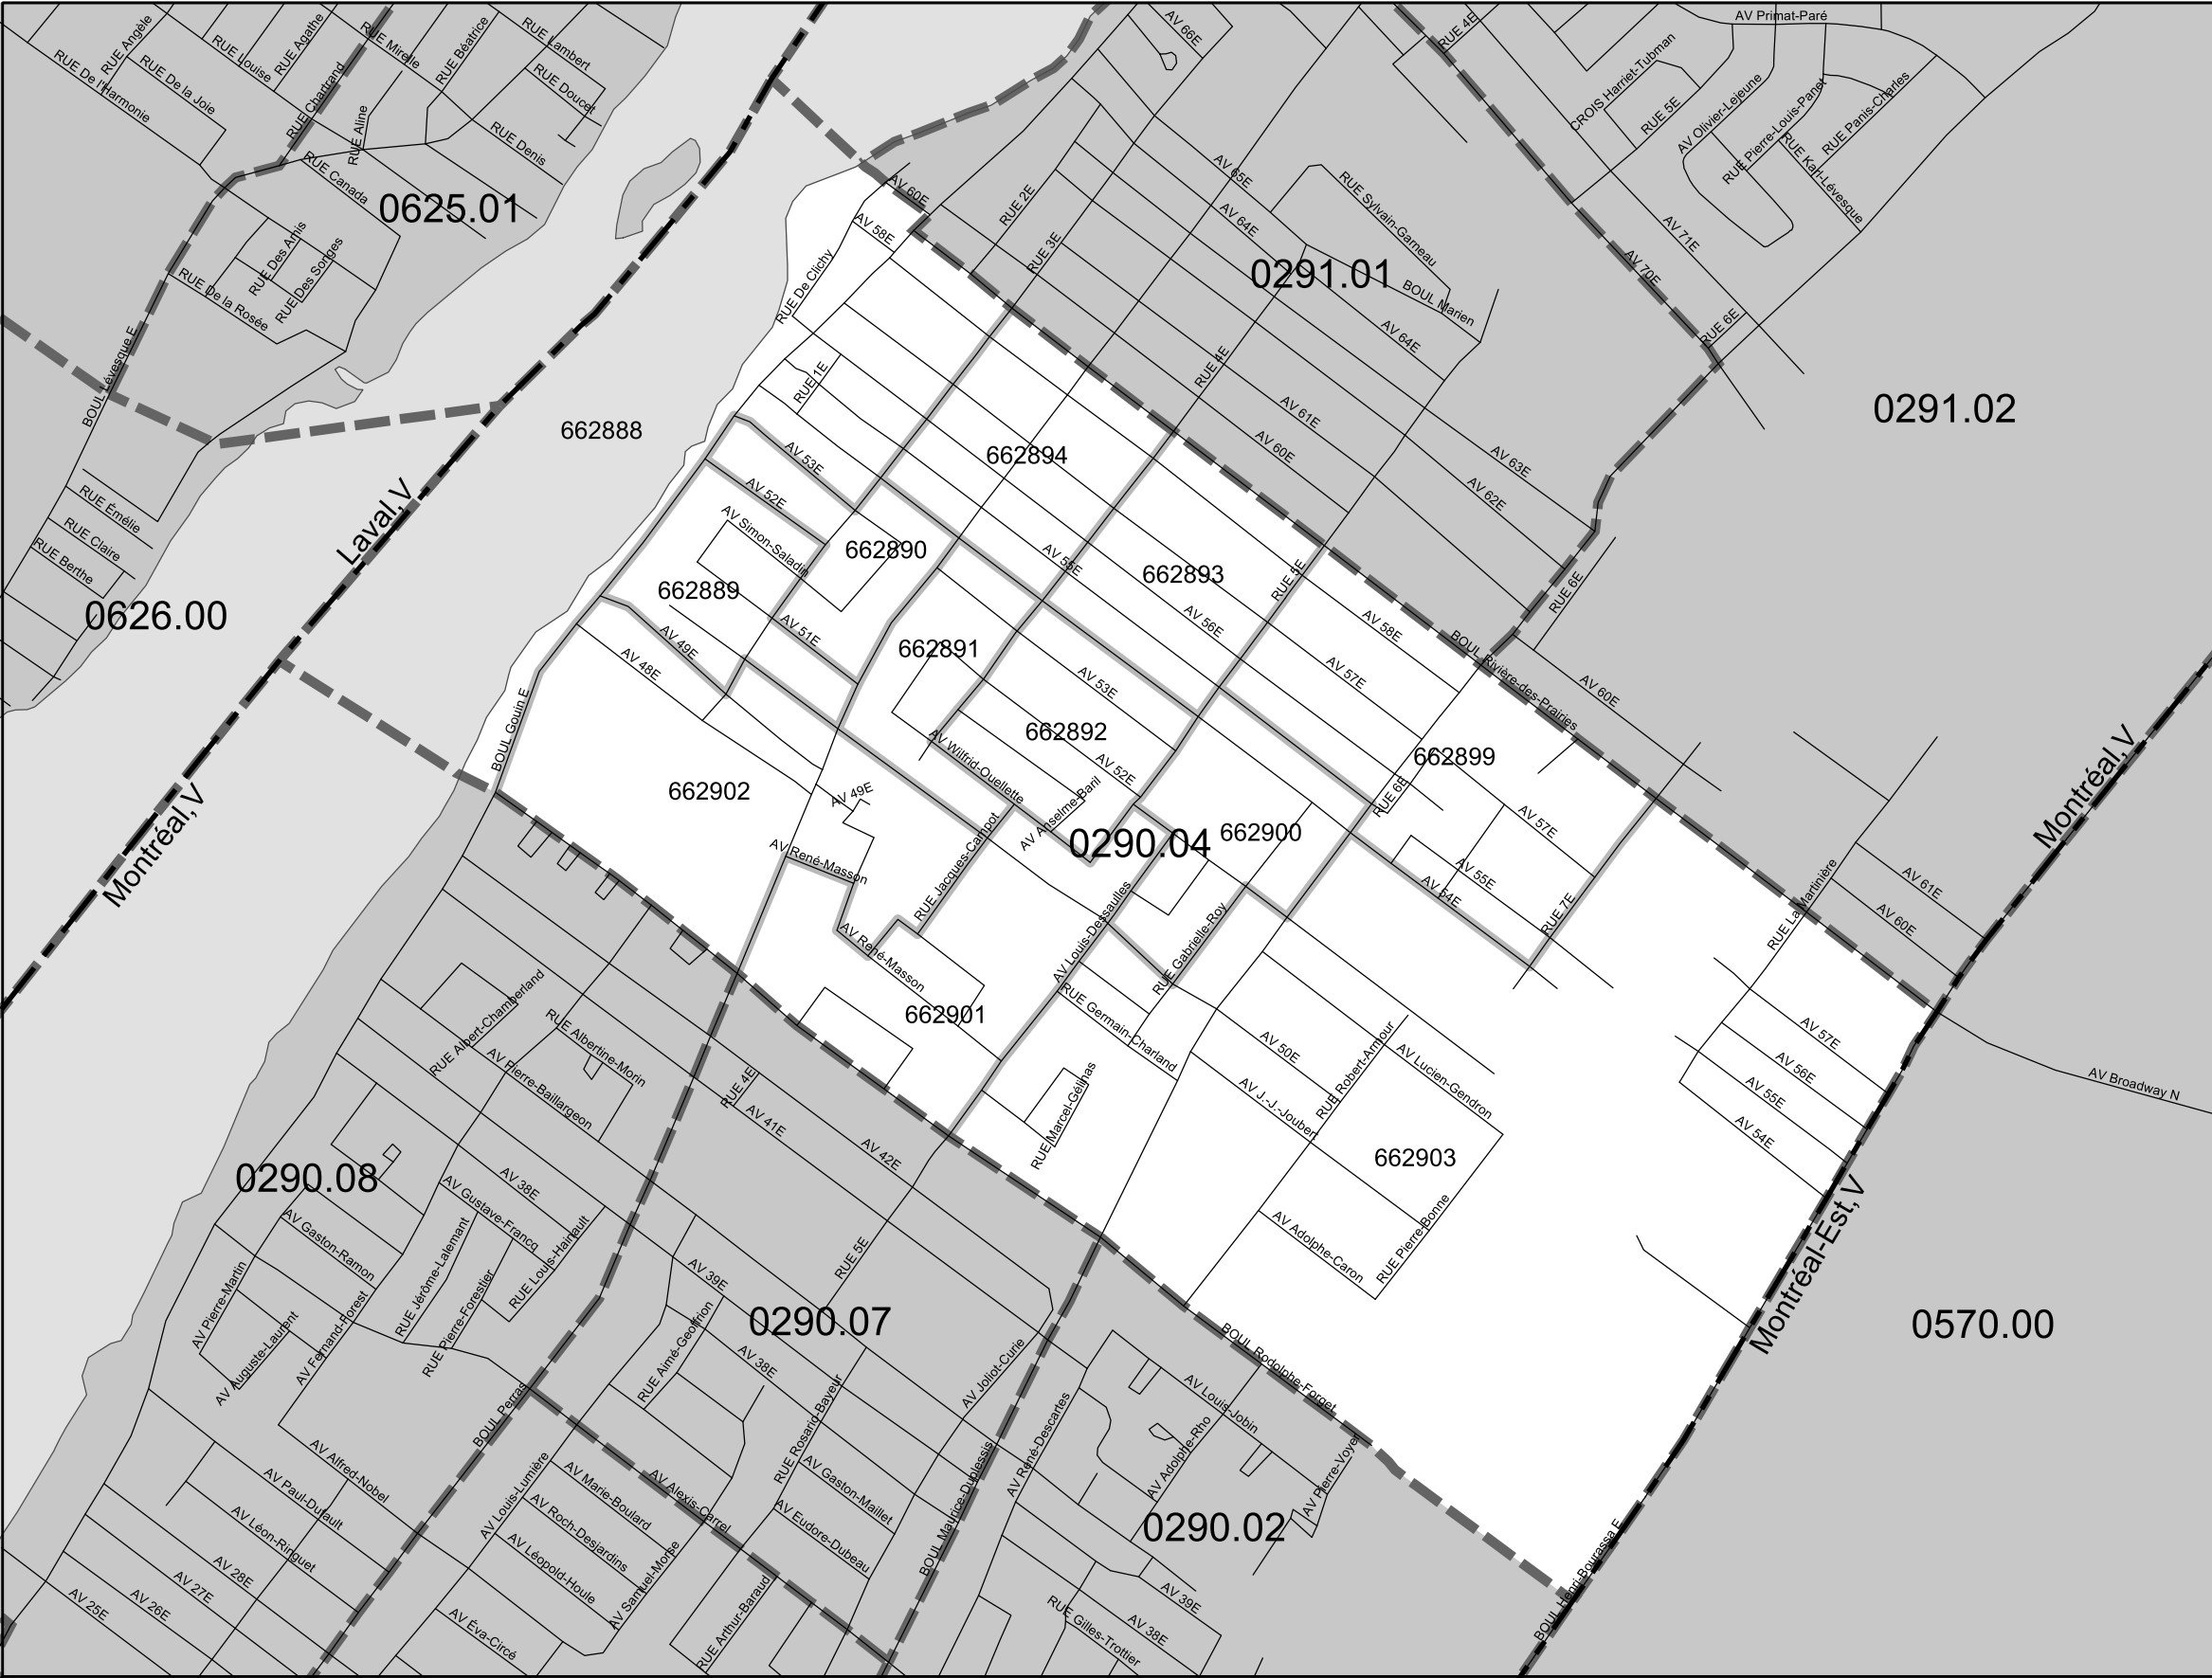 AV Primat-Paré
RUE Angèle
RUE Louise
RUE Agathe
RUE Mireille
RUE Béatrice
RUE Lambert
AV 66E
RUE 4E
CROIS Harriet-Tubman
RUE De l'Harmonie
RUE De la Joie
RUE Chartrand
RUE Aline
RUE Doucet
RUE Denis
RUE 5E
AV Olivier-Lejeune
RUE Pierre-Louis-Panet
RUE Panis-Charles
RUE Karl-Lévesque
RUE Canada
0625.01
AV 60E
AV 65E
RUE Sylvain-Garneau
RUE 2E
AV 64E
AV 71E
AV 58E
RUE 3E
RUE Des Amis
RUE Des Songes
RUE De la Rosée
RUE De Clichy
0291.01
BOUL Marien
AV 70E
AV 64E
RUE 6E
BOUL Lévesque E
RUE 1E
RUE 4E
0291.02
662888
AV 61E
AV 60E
AV 53E
662894
AV 63E
AV 62E
RUE Émélie
RUE Claire
RUE Berthe
Laval, V
AV 52E
AV Simon-Saladin
662890
AV 55E
662893
RUE 5E
RUE 6E
0626.00
662889
AV 51E
AV 56E
AV 58E
AV 49E
AV 48E
662891
BOUL Rivière-des-Prairies
AV 57E
AV 53E
AV 60E
BOUL Gouin E
662892
AV Wilfrid-Ouellette
AV 52E
662899
Montréal, V
662902
AV 49E
AV Anselme-Baril
RUE 6E
Montréal, V
0290.04
662900
AV 57E
AV René-Masson
RUE Jacques-Campot
AV 55E
AV 54E
RUE 7E
AV 61E
AV 60E
RUE La Martinière
AV Louis-Dessaulles
RUE Gabrielle-Roy
AV René-Masson
RUE Albert-Chamberland
RUE Germain-Charland
662901
RUE Albertine-Morin
AV 57E
AV 56E
AV 55E
AV 54E
AV 50E
RUE Robert-Armour
AV Lucien-Gendron
AV Pierre-Baillargeon
RUE 4E
AV 41E
AV 42E
RUE Marcel-Gélinas
AV J.-J.-Joubert
AV Broadway N
662903
0290.08
AV 38E
AV Gustave-Francq
AV Gaston-Ramon
RUE Jérôme-Lalemant
RUE Louis-Hainault
RUE Pierre-Forestier
AV Pierre-Martin
AV Auguste-Laurent
AV Fernand-Forest
RUE 5E
AV 39E
AV Adolphe-Caron
RUE Pierre-Bonne
Montréal-Est, V
0570.00
0290.07
RUE Aimé-Geoffrion
AV 38E
AV Joliot-Curie
BOUL Rodolphe-Forget
BOUL Perras
RUE Rosario-Bayeur
AV Louis-Jobin
AV René-Descartes
AV Adolphe-Rho
AV Alfred-Nobel
AV Louis-Lumière
AV Marie-Boulard
AV Alexis-Carrel
AV Gaston-Maillet
BOUL Maurice-Duplessis
AV Pierre-Voyer
AV Paul-Dufault
AV Roch-Desjardins
AV Eudore-Dubeau
0290.02
AV Léon-Ringuet
AV Léopold-Houle
AV Samuel-Morse
AV 28E
AV 27E
AV 26E
AV 25E
AV Éva-Circé
RUE Arthur-Baraud
AV 39E
AV 38E
RUE Gilles-Trottier
BOUL Henri-Bourassa E